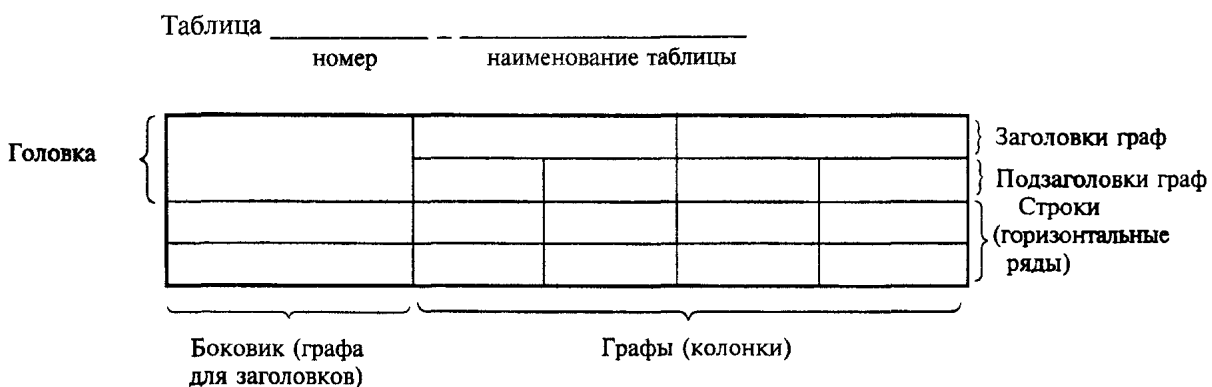 Таблица – 
номер наименование таблицы
Головка
Заголовки граф
Подзаголовки граф
Строки
(горизонтальные
ряды)
Боковик (графа
для заголовков)
Графы (колонки)